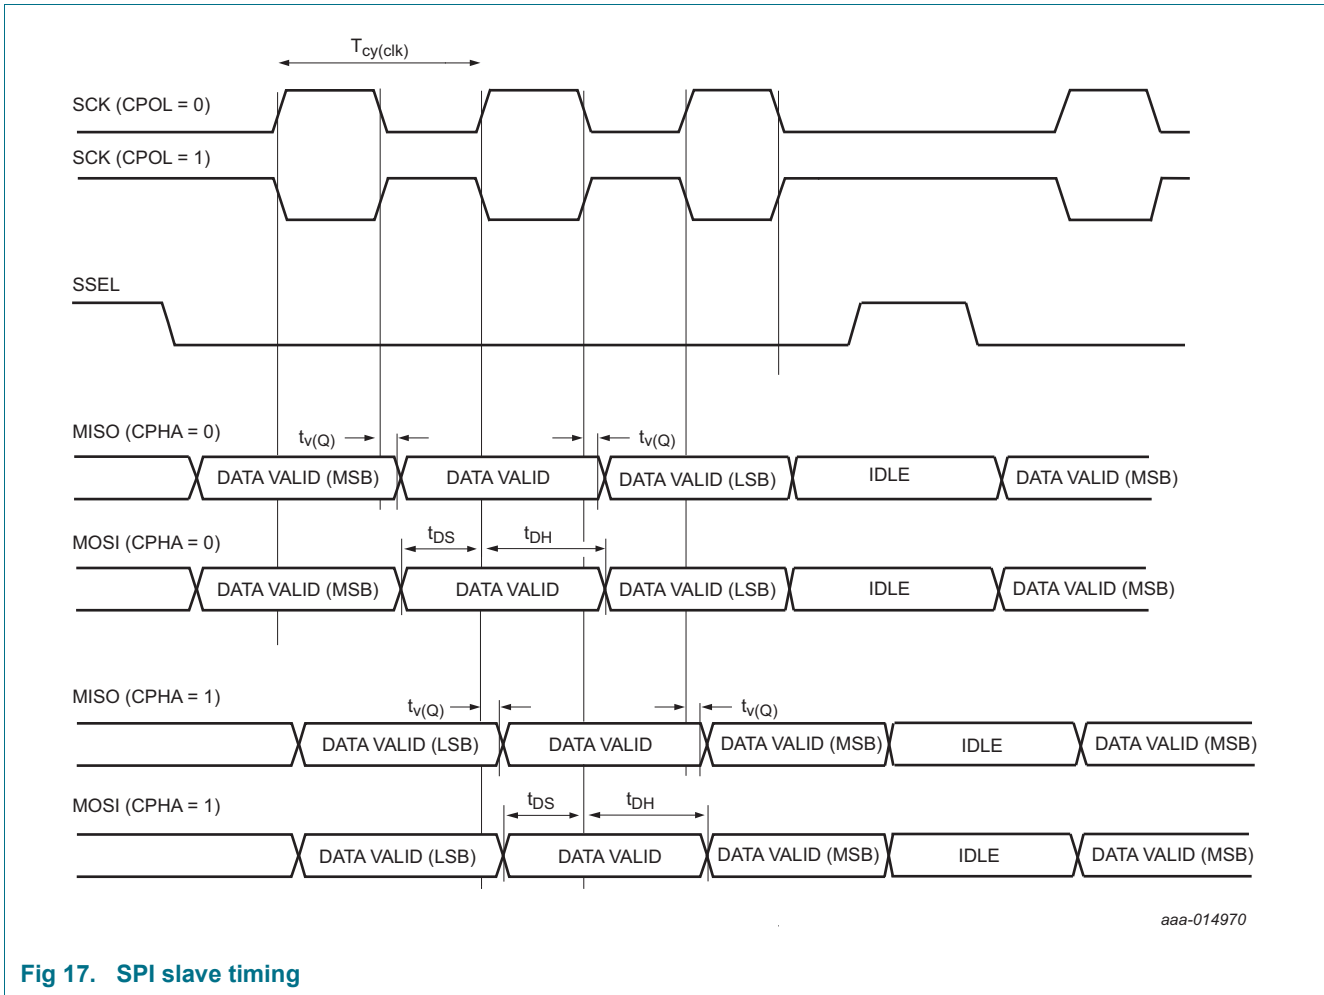 Tcy(clk)
SCK (CPOL = 0)
SCK (CPOL = 1)
SSEL
MISO (CPHA = 0)
tv(Q) tv(Q)
DATA VALID (MSB) DATA VALID DATA VALID (LSB) IDLE DATA VALID (MSB)
MOSI (CPHA = 0)
tDS tDH
DATA VALID (MSB) DATA VALID DATA VALID (LSB) IDLE DATA VALID (MSB)
MISO (CPHA = 1)
tv(Q) tv(Q)
DATA VALID (LSB) DATA VALID DATA VALID (MSB) IDLE DATA VALID (MSB)
MOSI (CPHA = 1)
tDS tDH
DATA VALID (LSB) DATA VALID DATA VALID (MSB) IDLE DATA VALID (MSB)
aaa-014970
Fig 17. SPI slave timing